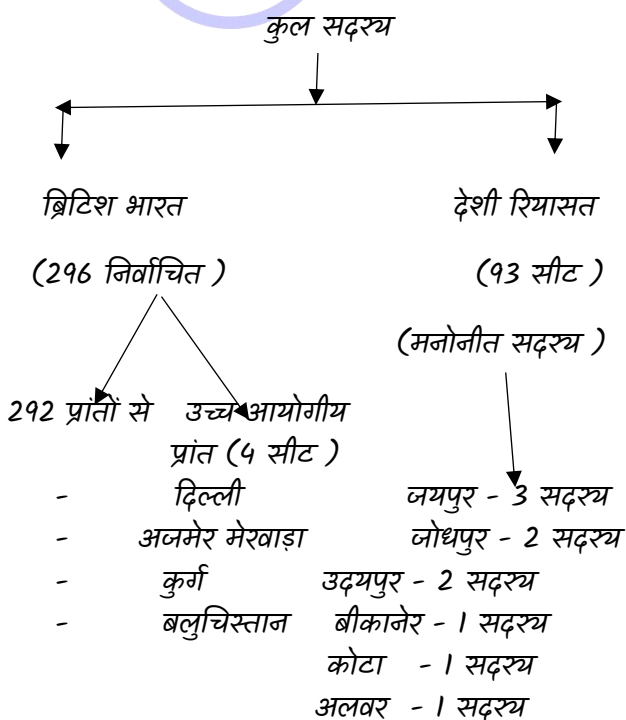 कुल सदस्य
ब्रिटिश भारत देशी रियासत
(296 निर्वाचित ) (93 सीट )
(मनोनीत सदस्य )
292 प्रांतों से उच्च आयोगीय
प्रांत (4 सीट )
- दिल्ली जयपुर - 3 सदस्य
- अजमेर मेरवाड़ा जोधपुर - 2 सदस्य
- कुर्ग उदयपुर - 2 सदस्य
- बलुचिस्तान बीकानेर - 1 सदस्य
कोटा - 1 सदस्य
अलवर - 1 सदस्य